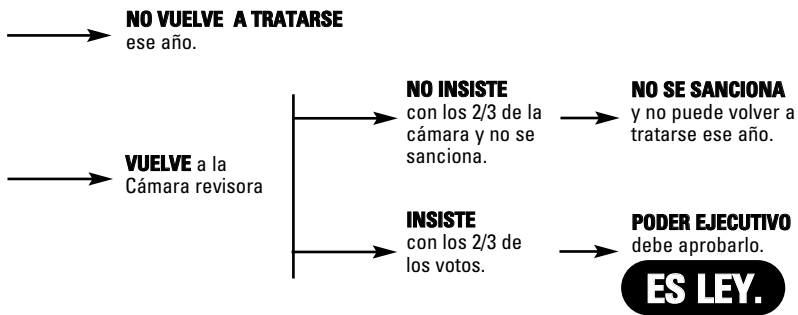 NO VUELVE A TRATARSE
ese año.
VUELVE a la
Cámara revisora
NO INSISTE
con los 2/3 de la
cámara y no se
sanciona.
NO SE SANCIONA
y no puede volver a
tratarse ese año.
INSISTE
con los 2/3 de
los votos.
PODER EJECUTIVO
debe aprobarlo.
ES LEY.